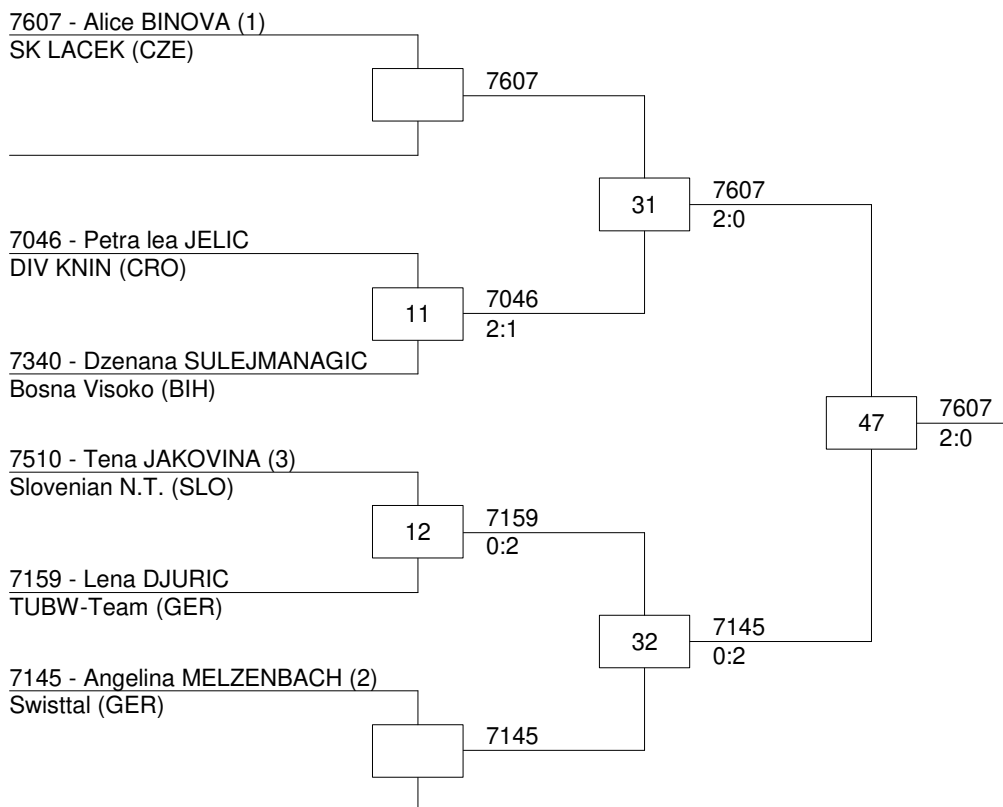 7607 - Alice BINOVA (1)
SK LACEK (CZE)
7607
31
7607
2:0
7046 - Petra lea JELIC
DIV KNIN (CRO)
11
7046
2:1
7340 - Dzenana SULEJMANAGIC
Bosna Visoko (BIH)
47
7607
2:0
7510 - Tena JAKOVINA (3)
Slovenian N.T. (SLO)
12
7159
0:2
7159 - Lena DJURIC
TUBW-Team (GER)
32
7145
0:2
7145 - Angelina MELZENBACH (2)
Swisttal (GER)
7145